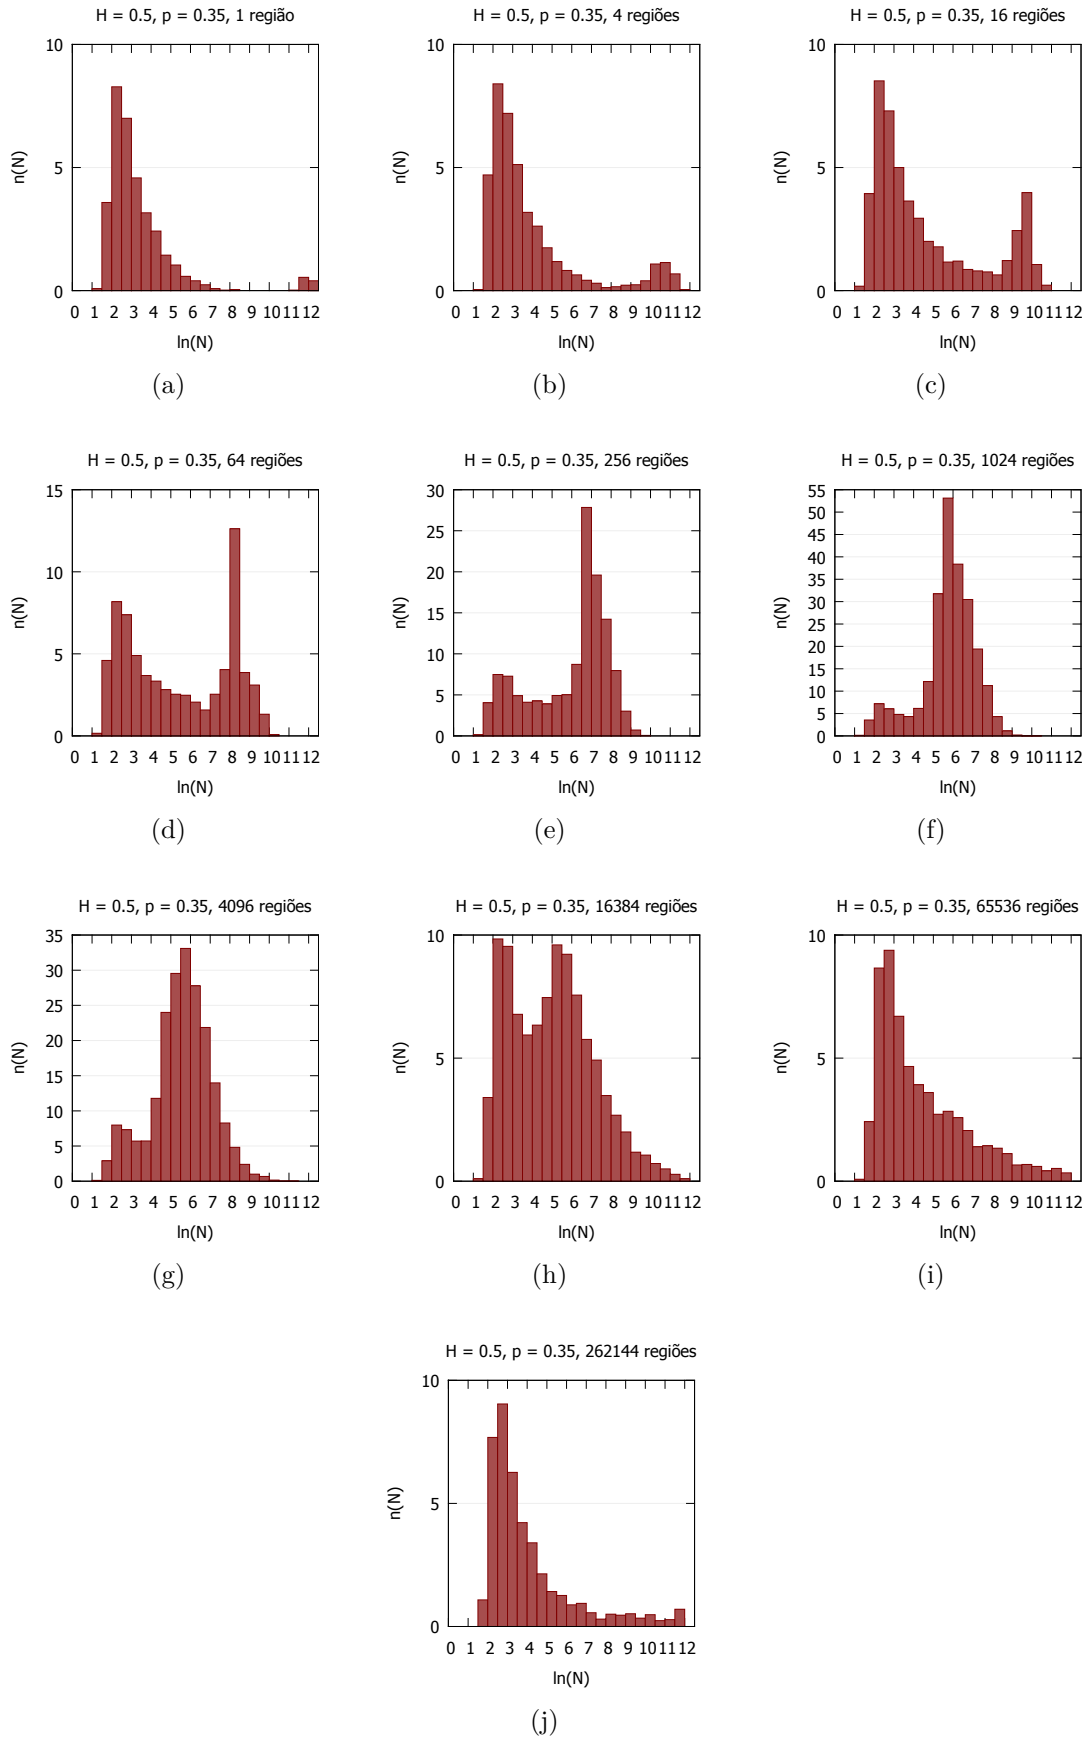 H = 0.5, p = 0.35, 1 região
H = 0.5, p = 0.35, 4 regiões
H = 0.5, p = 0.35, 16 regiões
10
5
0
n(N)
0 1 2 3 4 5 6 7 8 9 10 11 12
ln(N)
(a)
10
5
0
n(N)
0 1 2 3 4 5 6 7 8 9 10 11 12
ln(N)
(b)
10
5
0
n(N)
0 1 2 3 4 5 6 7 8 9 10 11 12
ln(N)
(c)
H = 0.5, p = 0.35, 64 regiões
H = 0.5, p = 0.35, 256 regiões
H = 0.5, p = 0.35, 1024 regiões
15
10
5
0
n(N)
0 1 2 3 4 5 6 7 8 9 10 11 12
ln(N)
(d)
30
25
20
15
10
5
0
n(N)
0 1 2 3 4 5 6 7 8 9 10 11 12
ln(N)
(e)
55
50
45
40
35
30
25
20
15
10
5
0
n(N)
0 1 2 3 4 5 6 7 8 9 10 11 12
ln(N)
(f)
H = 0.5, p = 0.35, 4096 regiões
H = 0.5, p = 0.35, 16384 regiões
H = 0.5, p = 0.35, 65536 regiões
35
30
25
20
15
10
5
0
n(N)
0 1 2 3 4 5 6 7 8 9 10 11 12
ln(N)
(g)
10
5
0
n(N)
0 1 2 3 4 5 6 7 8 9 10 11 12
ln(N)
(h)
10
5
0
n(N)
0 1 2 3 4 5 6 7 8 9 10 11 12
ln(N)
(i)
H = 0.5, p = 0.35, 262144 regiões
10
5
0
n(N)
0 1 2 3 4 5 6 7 8 9 10 11 12
ln(N)
(j)